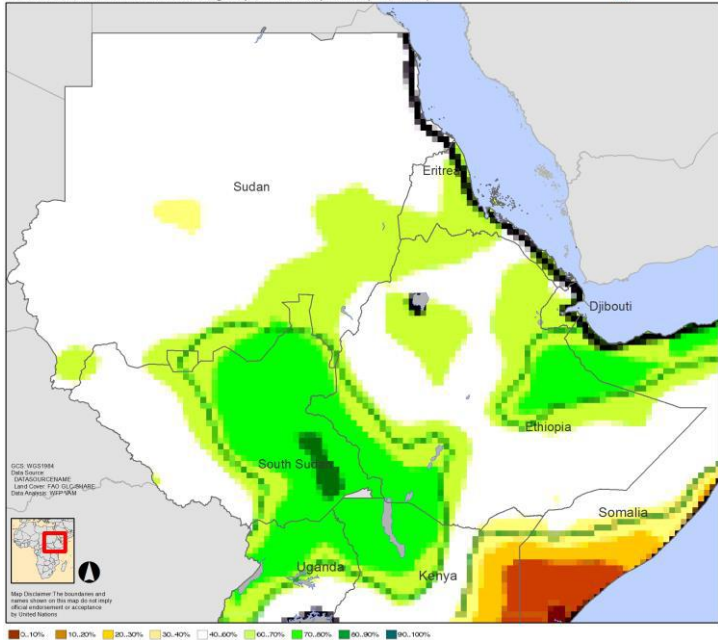 Sudan
Eritrea
Djibouti
Ethiopia
South Sudan
Somalia
Uganda
Kenya
GCS: WGS1984
Data Source:
DATASOURCENAME
Land Cover: FAO GLC-SHARE
Data Analysis: WFP VAM
Map Disclaimer: The boundaries and
names shown on this map do not imply
official endorsement or acceptance
by United Nations
0..10% 10..20% 20..30% 30..40% 40..60% 60..70% 70..80% 80..90% 90..100%